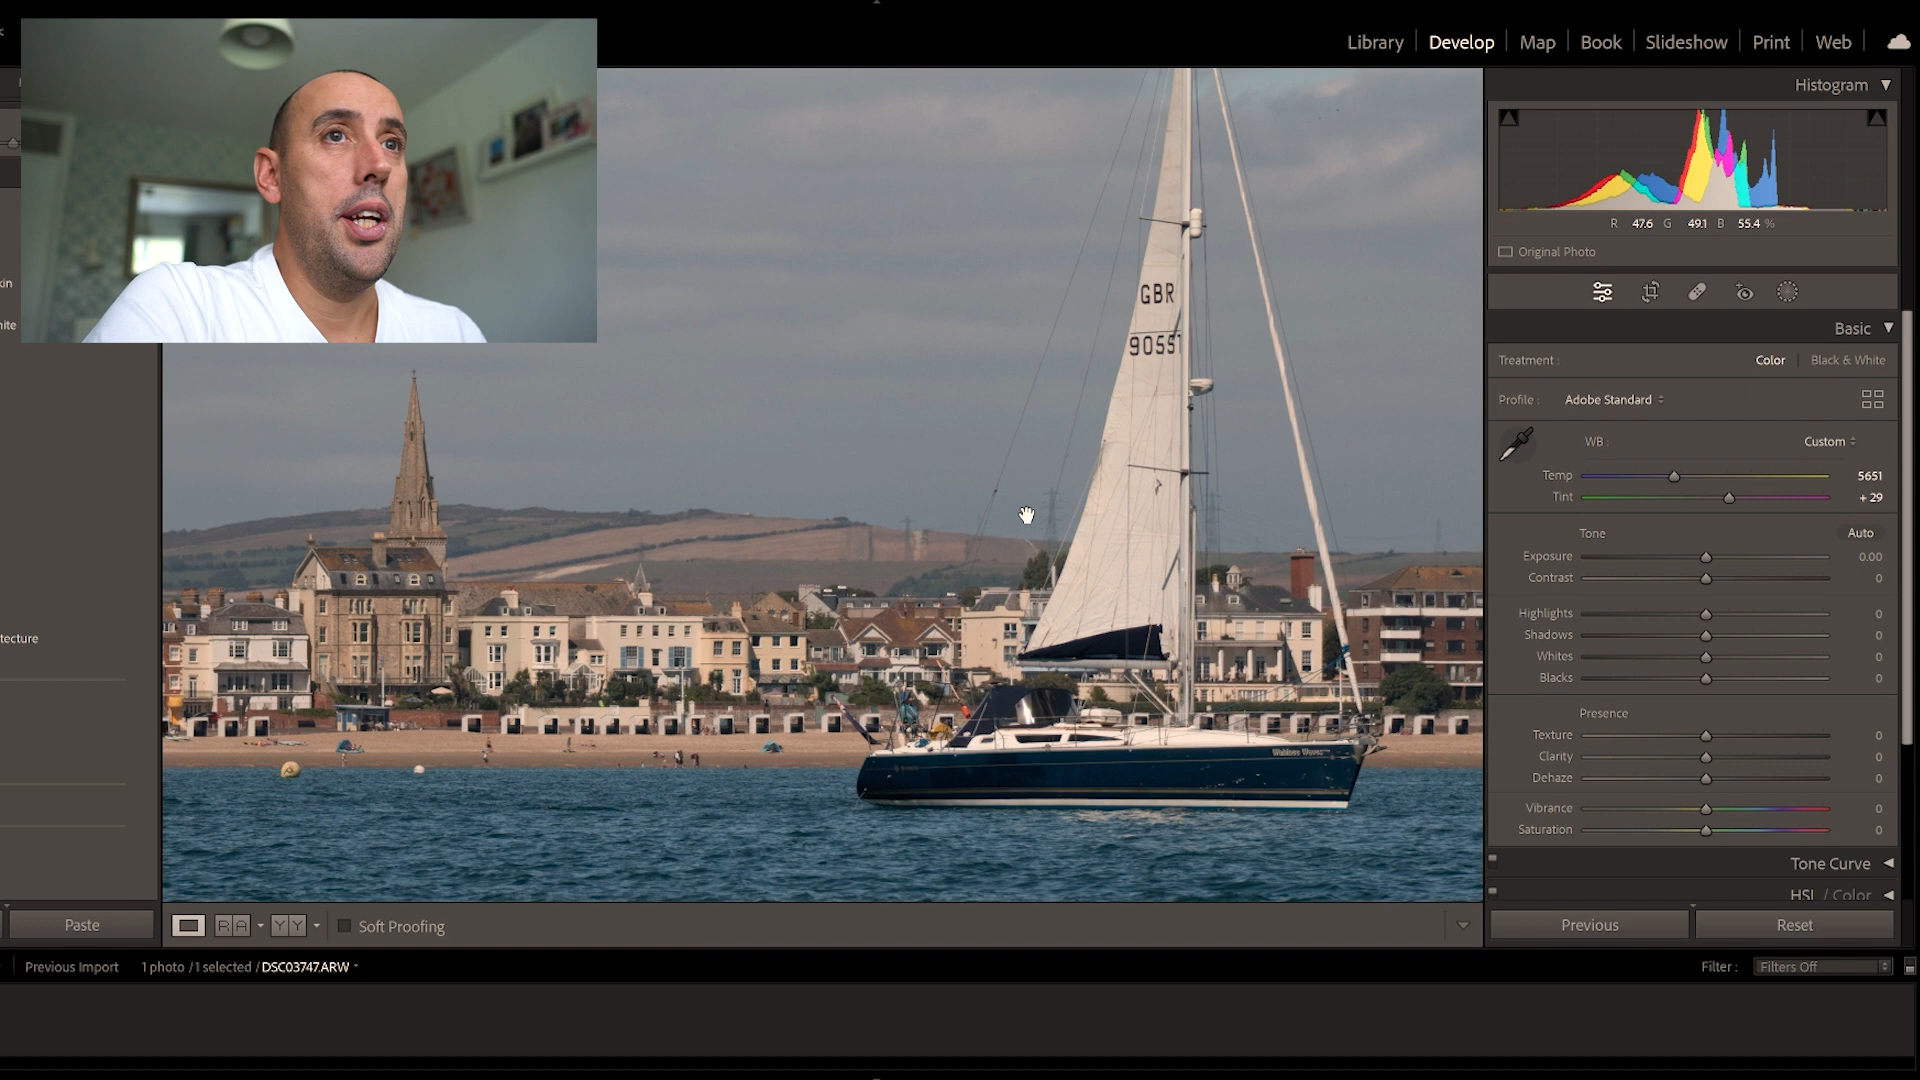 Library | Develop | Map | Book | Slideshow | Print | Web
Histogram
R 47.6 G 49.1 B 55.4 %
Original Photo
Basic
Treatment : Color | Black & White
Profile : Adobe Standard
WB : Custom
Temp 5651
Tint + 29
Tone Auto
Exposure 0.00
Contrast 0
Highlights 0
Shadows 0
Whites 0
Blacks 0
Presence
Texture 0
Clarity 0
Dehaze 0
Vibrance 0
Saturation 0
Tone Curve
HSL / Color
Previous Reset
kin
hite
tecture
GBR
9055
Paste
R A Y Y Soft Proofing
Previous Import 1 photo / 1 selected / DSC03747.ARW
Filter : Filters Off